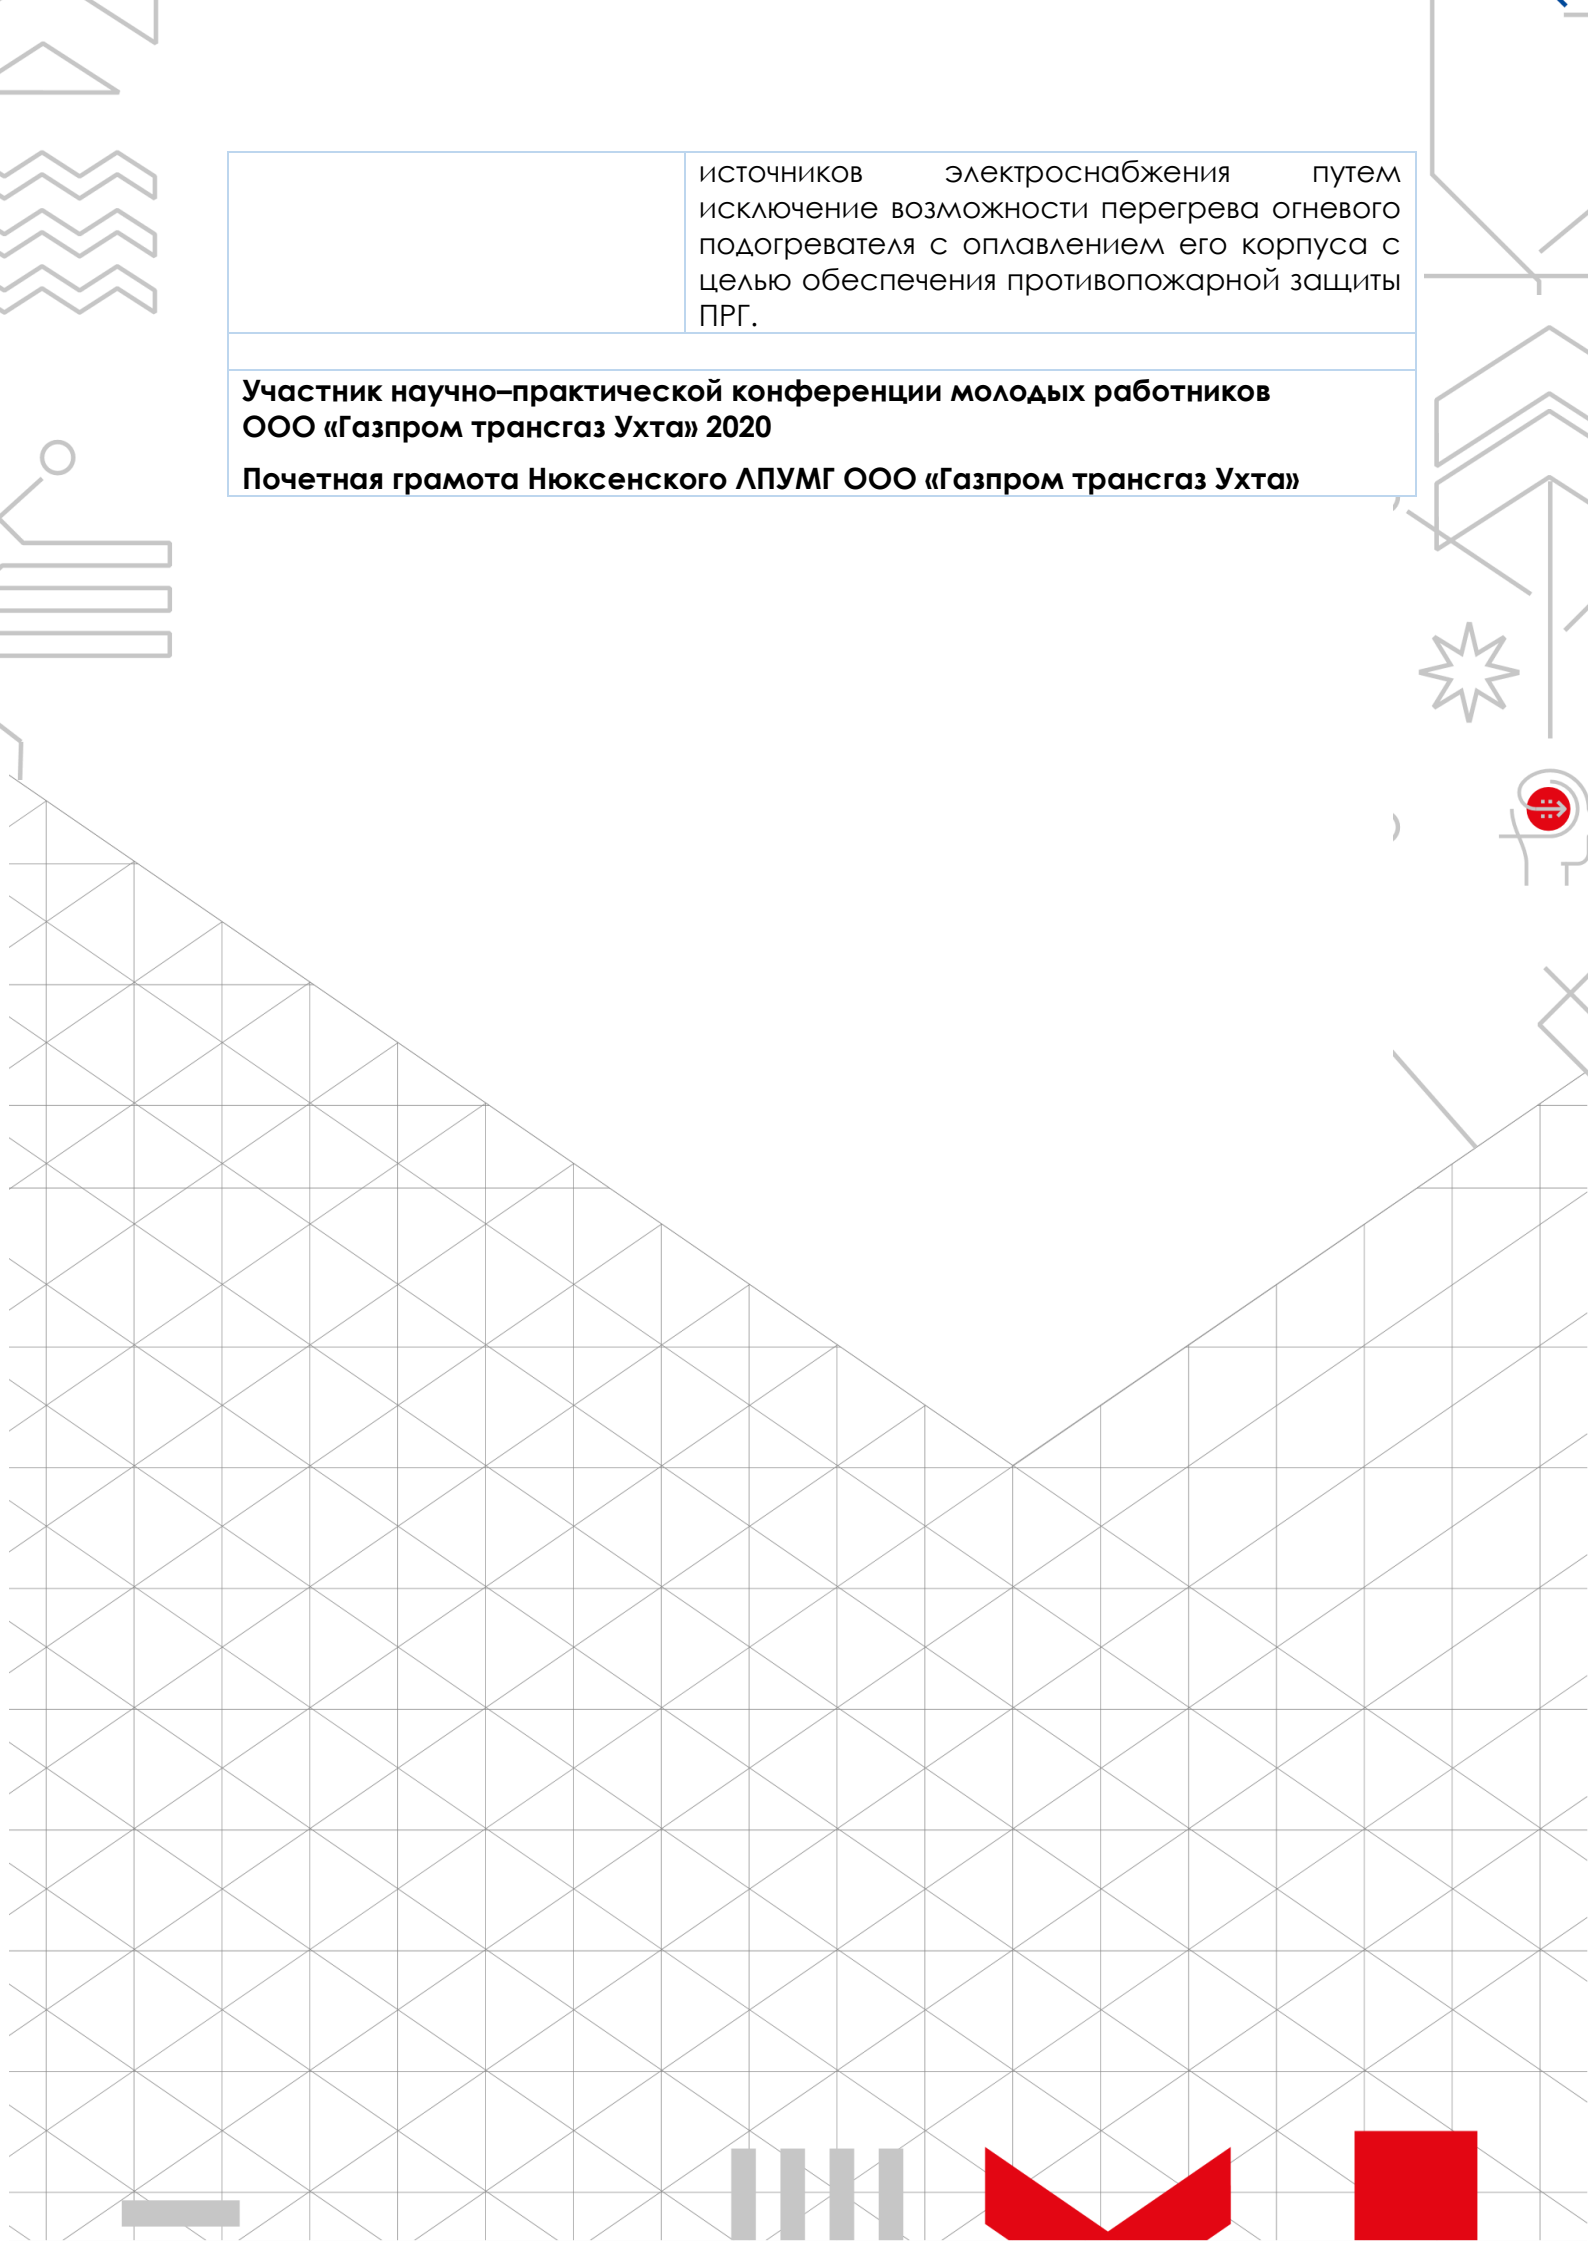 источников электроснабжения путем
исключение возможности перегрева огневого
подогревателя с оплавлением его корпуса с
целью обеспечения противопожарной защиты
ПРГ.
Участник научно–практической конференции молодых работников
ООО «Газпром трансгаз Ухта» 2020
Почетная грамота Нюксенского ЛПУМГ ООО «Газпром трансгаз Ухта»